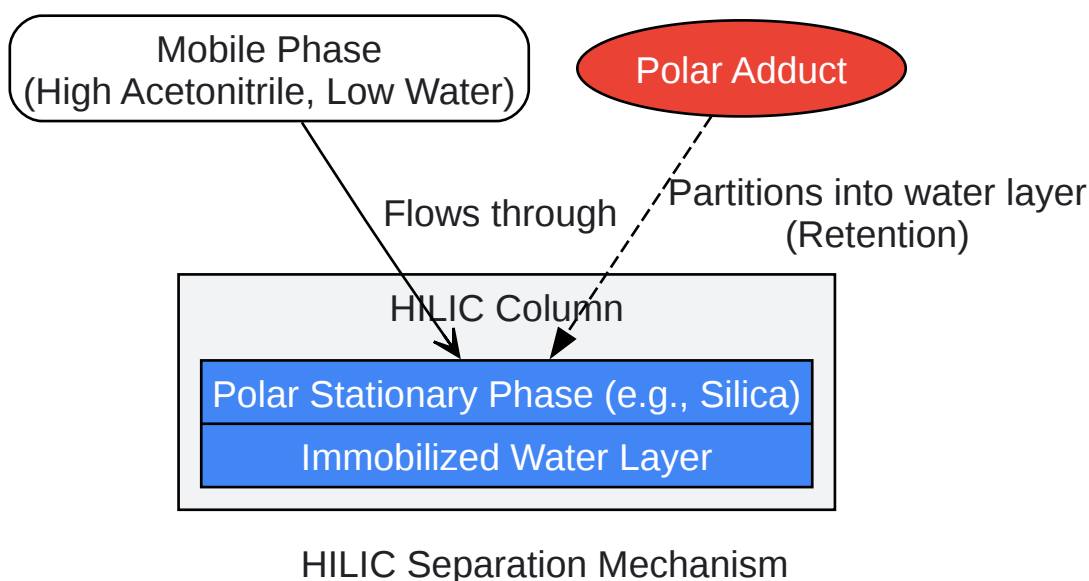 Mobile Phase
(High Acetonitrile, Low Water)
Polar Adduct
Flows through
Partitions into water layer
(Retention)
HILIC Column
Polar Stationary Phase (e.g., Silica)
Immobilized Water Layer
HILIC Separation Mechanism